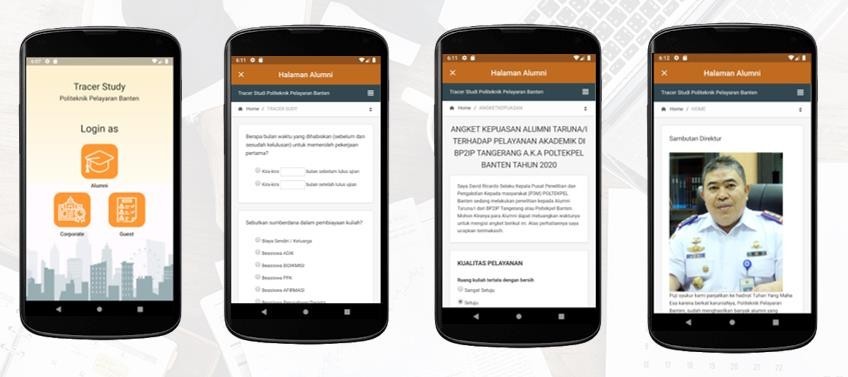 6:07
Tracer Study
Politeknik Pelayaran Banten
Login as
Alumni
Corporate
Guest
6:11
× Halaman Alumni
Tracer Studi Politeknik Pelayaran Banten
Home / TRACER SUDY
Berapa bulan waktu yang dihabiskan (sebelum dan
sesudah kelulusan) untuk memeroleh pekerjaan
pertama?
Kira-kira bulan sebelum lulus ujian
Kira-kira bulan setelah lulus ujian
Sebutkan sumberdana dalam pembiayaan kuliah?
Biaya Sendiri / Keluarga
Beasiswa ADIK
Beasiswa BIDIKMISI
Beasiswa PPA
Beasiswa AFIRMASI
6:11
× Halaman Alumni
Tracer Studi Politeknik Pelayaran Banten
Home / ANGKETKEPUASAN
ANGKET KEPUASAN ALUMNI TARUNA/I
TERHADAP PELAYANAN AKADEMIK DI
BP2IP TANGERANG A.K.A POLTEKPEL
BANTEN TAHUN 2020
Saya David Ricardo Selaku Kepala Pusat Penelitian dan
Pengabdian Kepada masyarakat (P3M) POLTEKPEL
Banten sedang melakukan penelitian kepada Alumni
Taruna/I dari BP2IP Tangerang atau Poltekpel Banten.
Mohon Kiranya para Alumni dapat meluangkan waktunya
untuk mengisi angket berikut ini. Atas perhatiannya saya
ucapkan terimakasih.
KUALITAS PELAYANAN
Ruang kuliah tertata dengan bersih
Sangat Setuju
Setuju
6:12
× Halaman Alumni
Tracer Studi Politeknik Pelayaran Banten
Home / HOME
Sambutan Direktur
Puji syukur kami panjatkan ke hadirat Tuhan Yang Maha
Esa karena berkat karuniaNya, Politeknik Pelayaran
Banten, sudah menghasilkan banyak alumni yang